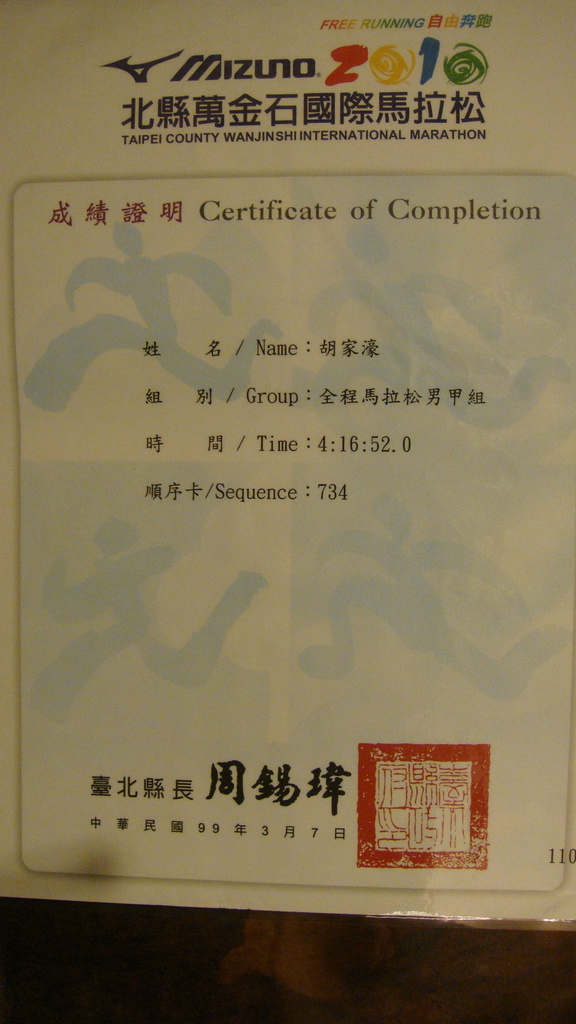 FREE RUNNING 自由奔跑
MIZUNO 2010
北縣萬金石國際馬拉松
TAIPEI COUNTY WANJINSHI INTERNATIONAL MARATHON
成績證明 Certificate of Completion
姓 名 / Name：胡家濠
組 別 / Group：全程馬拉松男甲組
時 間 / Time：4:16:52.0
順序卡/Sequence：734
臺北縣長 周錫瑋
中華民國99年3月7日
110